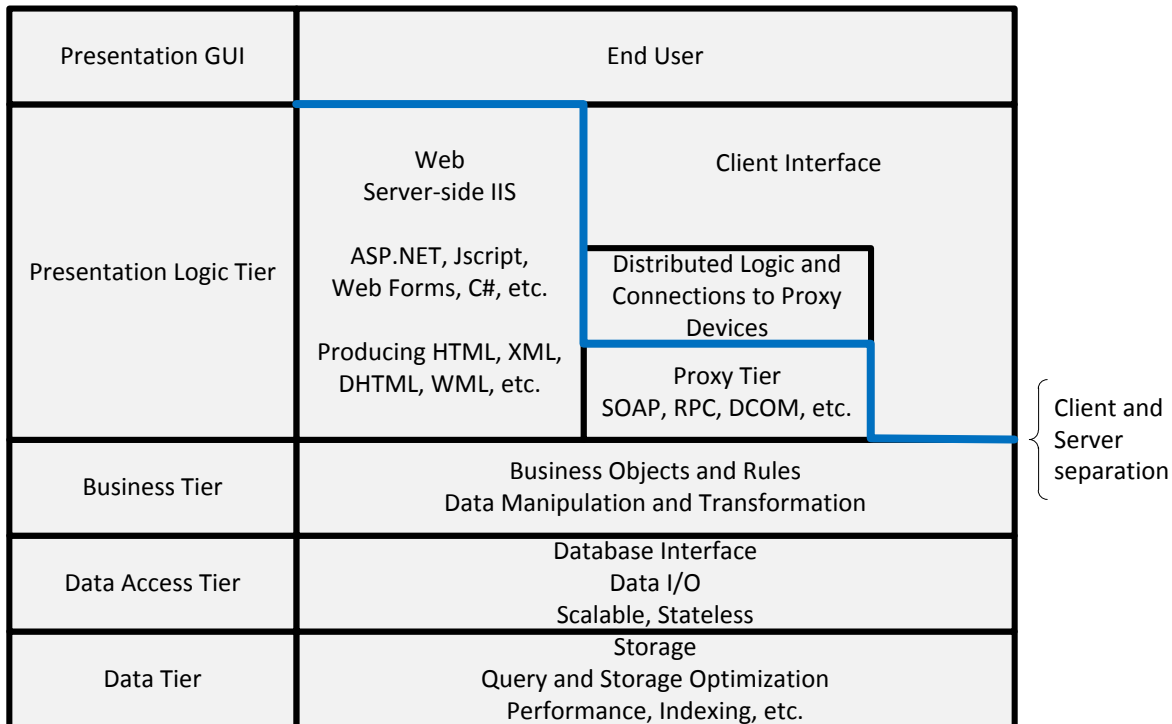 Presentation GUI
End User
Presentation Logic Tier
Web
Server-side IIS
ASP.NET, Jscript,
Web Forms, C#, etc.
Producing HTML, XML,
DHTML, WML, etc.
Client Interface
Distributed Logic and
Connections to Proxy
Devices
Proxy Tier
SOAP, RPC, DCOM, etc.
Client and
Server
separation
Business Tier
Business Objects and Rules
Data Manipulation and Transformation
Data Access Tier
Database Interface
Data I/O
Scalable, Stateless
Data Tier
Storage
Query and Storage Optimization
Performance, Indexing, etc.